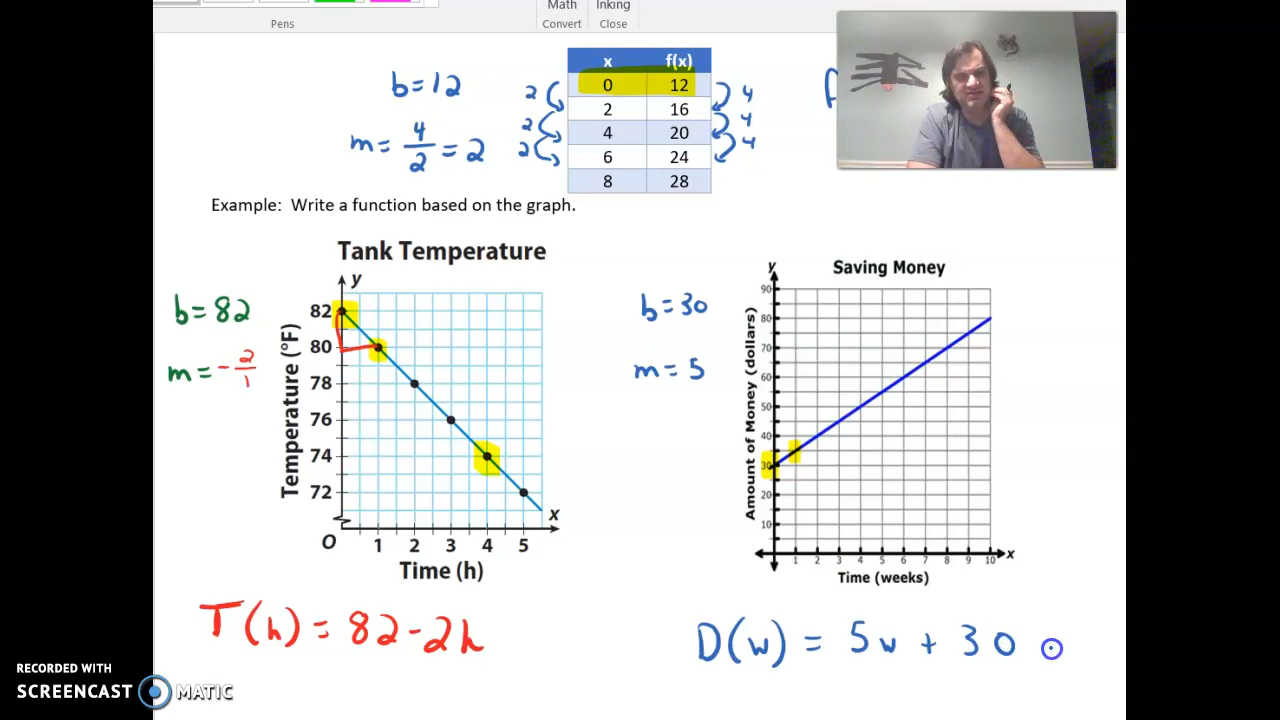 Math
Inking
Pens
Convert
Close
x f(x)
0 12
2 16
4 20
6 24
8 28
b=12
m = 4/2 = 2
2
2
2
4
4
4
Example: Write a function based on the graph.
Tank Temperature
b=82
m = -2/1
y
82
80
78
76
74
72
Temperature (°F)
O 1 2 3 4 5
x
Time (h)
T(h) = 82-2h
Saving Money
b=30
m=5
y
90
80
70
60
50
40
30
20
10
Amount of Money (dollars)
1 2 3 4 5 6 7 8 9 10
x
Time (weeks)
D(w) = 5w + 30
RECORDED WITH
SCREENCAST MATIC